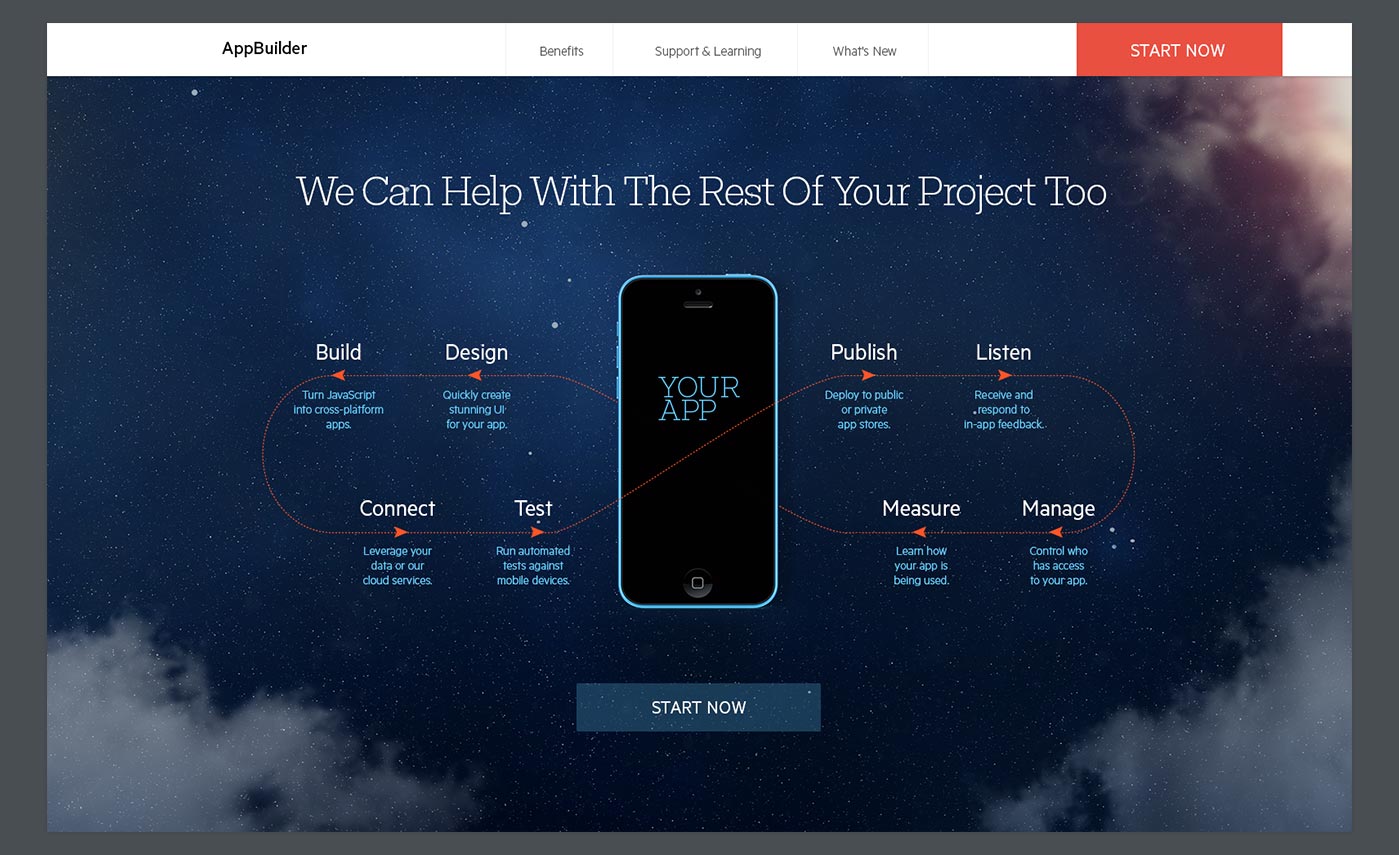 AppBuilder
Benefits
Support & Learning
What's New
START NOW
We Can Help With The Rest Of Your Project Too
Build
Turn JavaScript
into cross-platform
apps.
Design
Quickly create
stunning UI
for your app.
YOUR
APP
Publish
Deploy to public
or private
app stores.
Listen
Receive and
respond to
in-app feedback.
Connect
Leverage your
data or our
cloud services.
Test
Run automated
tests against
mobile devices.
Measure
Learn how
your app is
being used.
Manage
Control who
has access
to your app.
START NOW